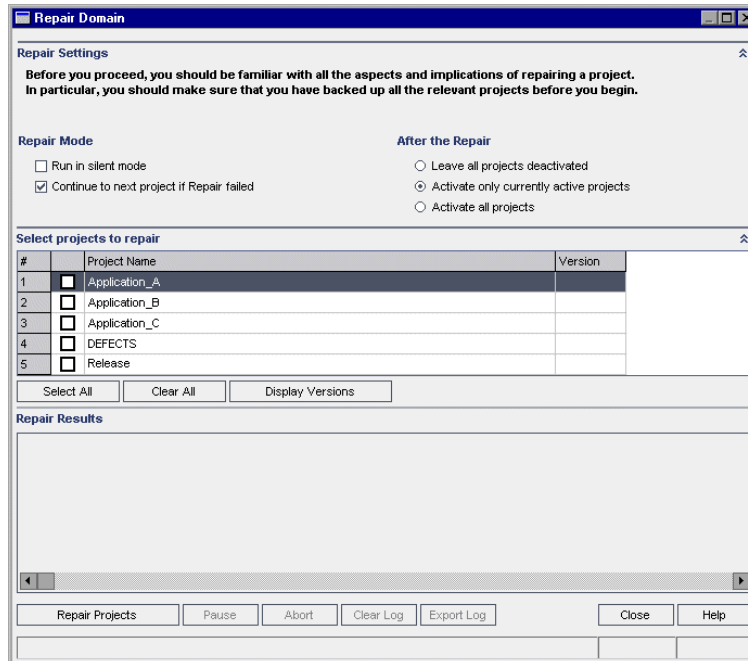 Repair Domain
Repair Settings
Before you proceed, you should be familiar with all the aspects and implications of repairing a project.
In particular, you should make sure that you have backed up all the relevant projects before you begin.
Repair Mode
After the Repair
Run in silent mode
Leave all projects deactivated
Continue to next project if Repair failed
Activate only currently active projects
Activate all projects
Select projects to repair
# Project Name Version
1 Application_A
2 Application_B
3 Application_C
4 DEFECTS
5 Release
Select All Clear All Display Versions
Repair Results
Repair Projects Pause Abort Clear Log Export Log Close Help